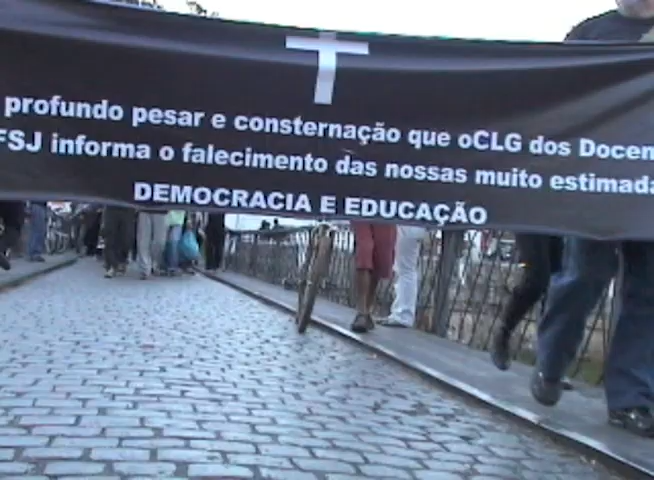 profundo pesar e consternação que oCLG dos Docen
FSJ informa o falecimento das nossas muito estimada
DEMOCRACIA E EDUCAÇÃO